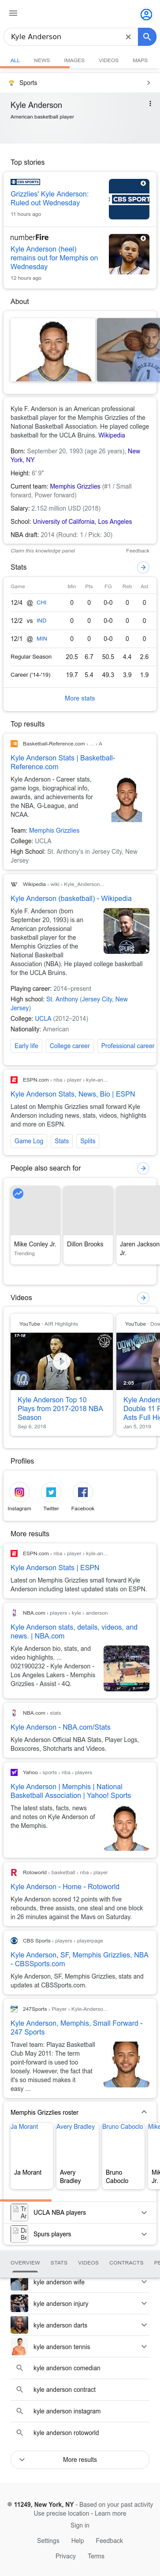 Kyle Anderson
ALL NEWS IMAGES VIDEOS MAPS
Sports
Kyle Anderson
American basketball player
Top stories
CBS SPORTS
Grizzlies' Kyle Anderson:
Ruled out Wednesday
11 hours ago
numberFire
Kyle Anderson (heel)
remains out for Memphis on
Wednesday
12 hours ago
About
Kyle F. Anderson is an American professional
basketball player for the Memphis Grizzlies of the
National Basketball Association. He played college
basketball for the UCLA Bruins. Wikipedia
Born: September 20, 1993 (age 26 years), New
York, NY
Height: 6′ 9″
Current team: Memphis Grizzlies (#1 / Small
forward, Power forward)
Salary: 2.152 million USD (2018)
School: University of California, Los Angeles
NBA draft: 2014 (Round: 1 / Pick: 30)
Claim this knowledge panel Feedback
Stats
Game Min Pts FG Reb Ast
12/4 @ CHI 0 0 0-0 0 0
12/2 vs IND 0 0 0-0 0 0
12/1 @ MIN 0 0 0-0 0 0
Regular Season 20.5 6.7 50.5 4.4 2.6
Career ('14-'19) 19.7 5.4 49.3 3.9 1.9
More stats
Top results
Basketball-Reference.com › ... › A
Kyle Anderson Stats | Basketball-
Reference.com
Kyle Anderson - Career stats,
game logs, biographical info,
awards, and achievements for
the NBA, G-League, and
NCAA.
Team: Memphis Grizzlies
College: UCLA
High School: St. Anthony's in Jersey City, New
Jersey
Wikipedia › wiki › Kyle_Anderson...
Kyle Anderson (basketball) - Wikipedia
Kyle F. Anderson (born
September 20, 1993) is an
American professional
basketball player for the
Memphis Grizzlies of the
National Basketball
Association (NBA). He played college basketball
for the UCLA Bruins.
Playing career: 2014–present
High school: St. Anthony (Jersey City, New
Jersey)
College: UCLA (2012–2014)
Nationality: American
Early life College career Professional career
ESPN.com › nba › player › kyle-an...
Kyle Anderson Stats, News, Bio | ESPN
Latest on Memphis Grizzlies small forward Kyle
Anderson including news, stats, videos, highlights
and more on ESPN.
Game Log Stats Splits
People also search for
Mike Conley Jr.
Trending
Dillon Brooks
Jaren Jackson
Jr.
Videos
YouTube · AIR Highlights
Kyle Anderson Top 10
Plays from 2017-2018 NBA
Season
Sep 6, 2018
YouTube · Dow
2:05
Kyle Anders
Double 11 F
Asts Full Hi
Jan 5, 2019
Profiles
Instagram Twitter Facebook
More results
ESPN.com › nba › player › kyle-an...
Kyle Anderson Stats | ESPN
Latest on Memphis Grizzlies small forward Kyle
Anderson including latest updated stats on ESPN.
NBA.com › players › kyle › anderson
Kyle Anderson stats, details, videos, and
news. | NBA.com
Kyle Anderson bio, stats, and
video highlights. ...
0021900232 - Kyle Anderson -
Los Angeles Lakers - Memphis
Grizzlies - Assist - 4Q.
NBA.com › stats
Kyle Anderson - NBA.com/Stats
Kyle Anderson Official NBA Stats, Player Logs,
Boxscores, Shotcharts and Videos.
Yahoo › sports › nba › players
Kyle Anderson | Memphis | National
Basketball Association | Yahoo! Sports
The latest stats, facts, news
and notes on Kyle Anderson of
the Memphis.
Rotoworld › basketball › nba › player
Kyle Anderson - Home - Rotoworld
Kyle Anderson scored 12 points with five
rebounds, three assists, one steal and one block
in 26 minutes against the Mavs on Saturday.
CBS Sports › players › playerpage
Kyle Anderson, SF, Memphis Grizzlies, NBA
- CBSSports.com
Kyle Anderson, SF, Memphis Grizzlies, stats and
updates at CBSSports.com.
247Sports › Player › Kyle-Anderso...
Kyle Anderson, Memphis, Small Forward -
247 Sports
Travel team: Playaz Basketball
Club May 2011: The term
point-forward is used too
loosely. However, the fact that
it's so misused makes it
easy ...
Memphis Grizzlies roster
Ja Morant Avery Bradley Bruno Caboclo Mike
Ja Morant
Avery
Bradley
Bruno
Caboclo
UCLA NBA players
Spurs players
OVERVIEW STATS VIDEOS CONTRACTS PE
kyle anderson wife
kyle anderson injury
kyle anderson darts
kyle anderson tennis
kyle anderson comedian
kyle anderson contract
kyle anderson instagram
kyle anderson rotoworld
More results
11249, New York, NY - Based on your past activity
Use precise location - Learn more
Sign in
Settings Help Feedback
Privacy Terms